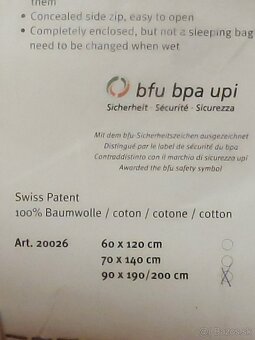 them
• Concealed side zip, easy to open
• Completely enclosed, but not a sleeping bag
need to be changed when wet
bfu bpa upi
Sicherheit · Sécurité · Sicurezza
Mit dem bfu-Sicherheitszeichen ausgezeichnet
Distingué par le label de sécurité du bpa
Contraddistinto con il marchio di sicurezza upi
Awarded the bfu safety symbol
Swiss Patent
100% Baumwolle / coton / cotone / cotton
Art. 20026 60 x 120 cm
70 x 140 cm
90 x 190/200 cm
Bazos.sk